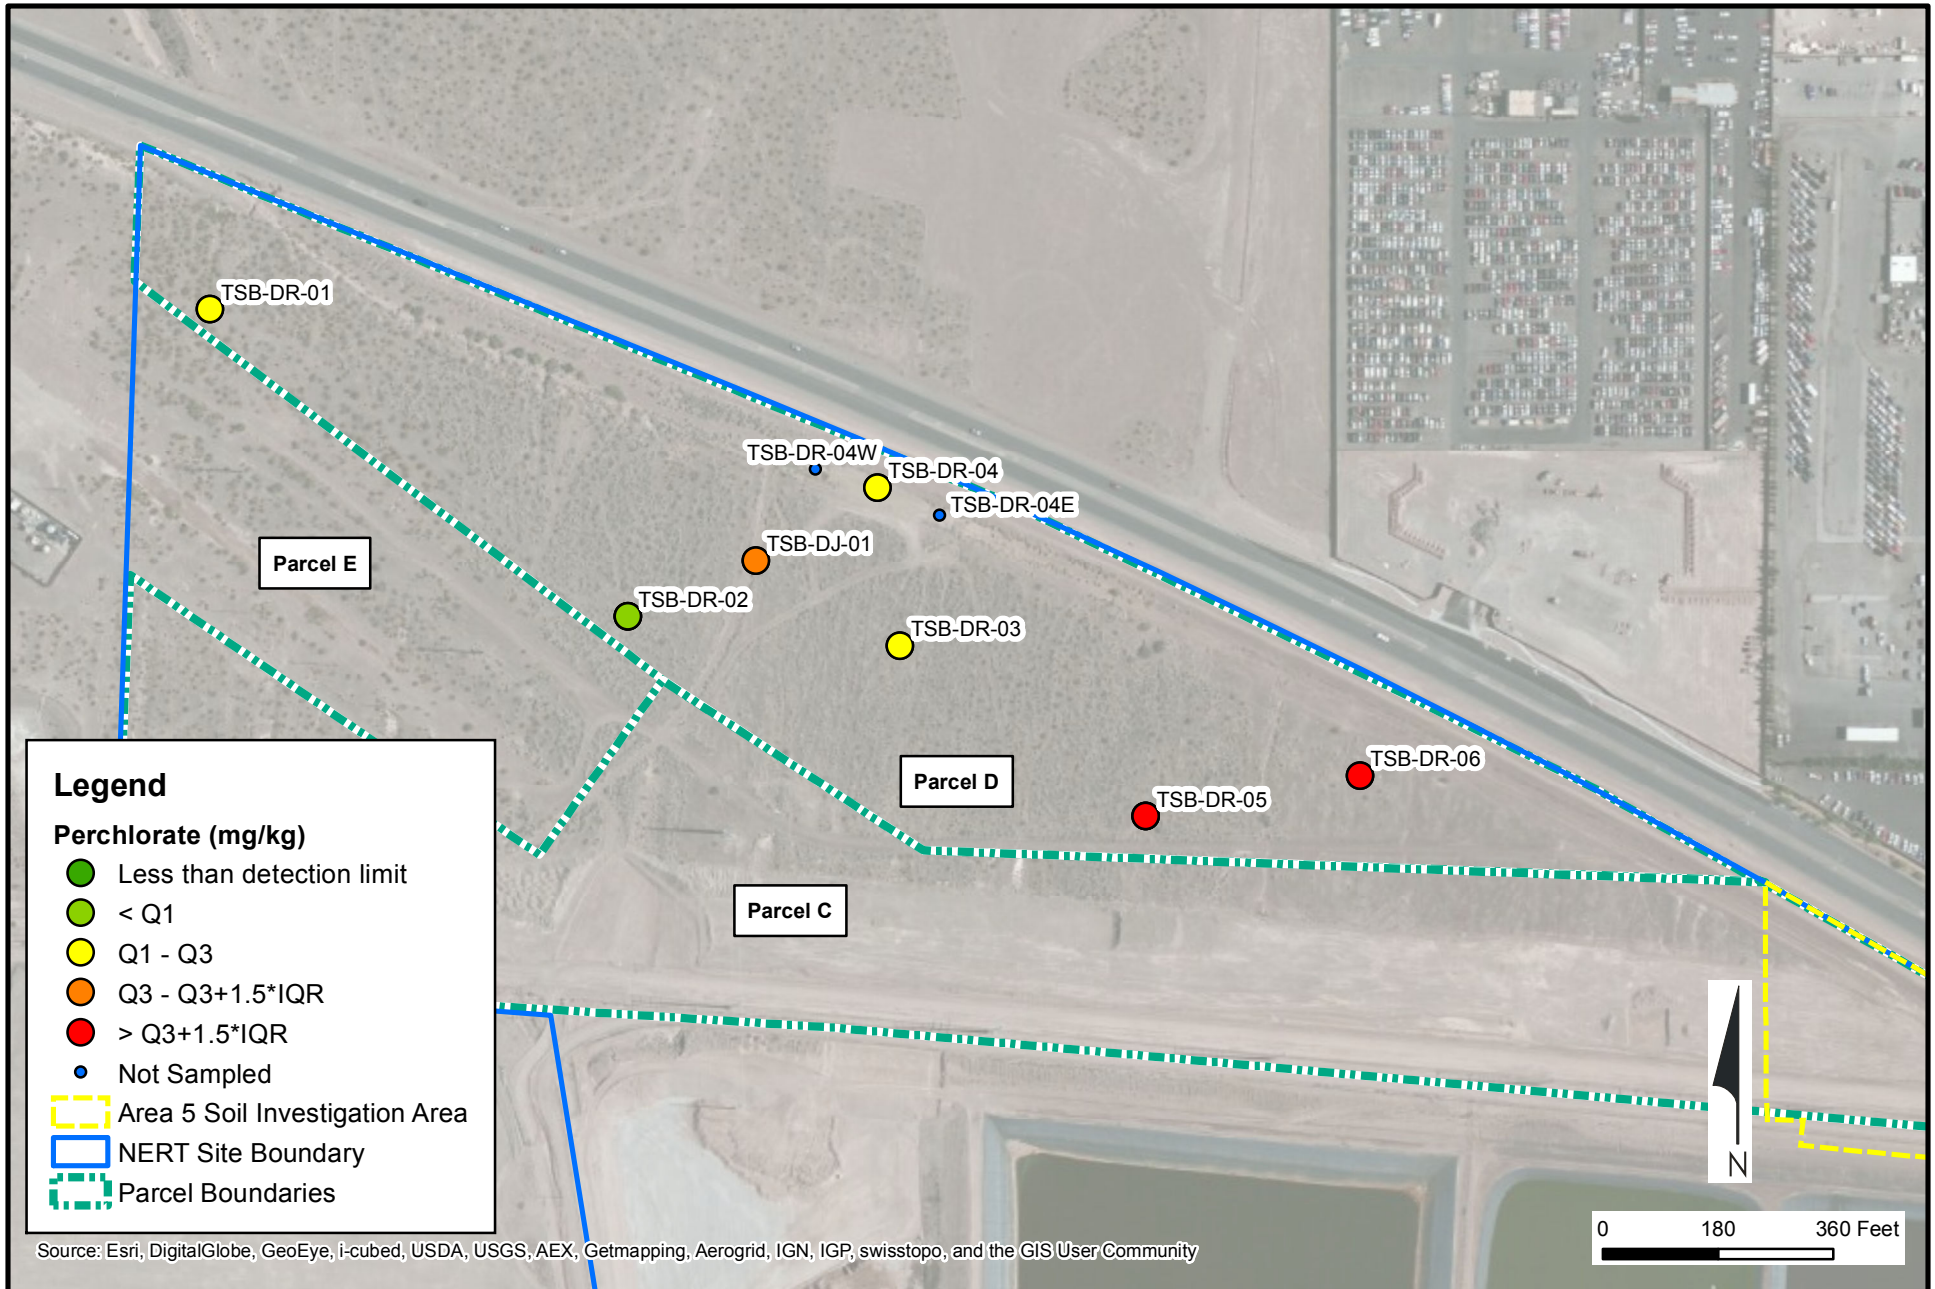 TSB-DR-01
TSB-DR-04W
TSB-DR-04
TSB-DR-04E
TSB-DJ-01
Parcel E
TSB-DR-02
TSB-DR-03
TSB-DR-06
Parcel D
TSB-DR-05
Parcel C
Legend
Perchlorate (mg/kg)
Less than detection limit
< Q1
Q1 - Q3
Q3 - Q3+1.5*IQR
> Q3+1.5*IQR
Not Sampled
Area 5 Soil Investigation Area
NERT Site Boundary
Parcel Boundaries
N
0 180 360 Feet
Source: Esri, DigitalGlobe, GeoEye, i-cubed, USDA, USGS, AEX, Getmapping, Aerogrid, IGN, IGP, swisstopo, and the GIS User Community